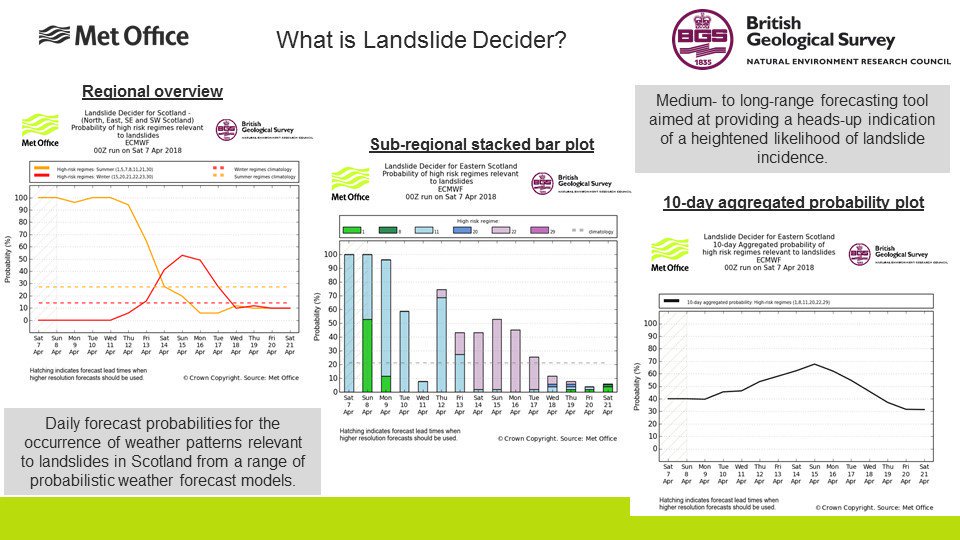 Met Office
What is Landslide Decider?
BGS
1835
British
Geological Survey
NATURAL ENVIRONMENT RESEARCH COUNCIL
Regional overview
Met Office
Landslide Decider for Scotland -
(North, East, SE and SW Scotland)
Probability of high risk regimes relevant
to landslides
ECMWF
00Z run on Sat 7 Apr 2018
BGS
British
Geological Survey
NATURAL ENVIRONMENT RESEARCH COUNCIL
High-risk regimes: Summer (1,5,7,8,11,21,30)
High-risk regimes: Winter (15,20,21,22,23,30)
Winter regimes climatology
Summer regimes climatology
Probability (%)
100
90
80
70
60
50
40
30
20
10
0
Sat Sun Mon Tue Wed Thu Fri Sat Sun Mon Tue Wed Thu Fri Sat
7 8 9 10 11 12 13 14 15 16 17 18 19 20 21
Apr Apr Apr Apr Apr Apr Apr Apr Apr Apr Apr Apr Apr Apr Apr
Hatching indicates forecast lead times when
higher resolution forecasts should be used.
© Crown Copyright. Source: Met Office
Daily forecast probabilities for the
occurrence of weather patterns relevant
to landslides in Scotland from a range of
probabilistic weather forecast models.
Sub-regional stacked bar plot
Met Office
Landslide Decider for Eastern Scotland
Probability of high risk regimes relevant
to landslides
ECMWF
00Z run on Sat 7 Apr 2018
BGS
British
Geological Survey
NATURAL ENVIRONMENT RESEARCH COUNCIL
High risk regime:
1 8 11 20 22 29 climatology
Probability (%)
100
90
80
70
60
50
40
30
20
10
0
Sat Sun Mon Tue Wed Thu Fri Sat Sun Mon Tue Wed Thu Fri Sat
7 8 9 10 11 12 13 14 15 16 17 18 19 20 21
Apr Apr Apr Apr Apr Apr Apr Apr Apr Apr Apr Apr Apr Apr Apr
Hatching indicates forecast lead times when
higher resolution forecasts should be used.
© Crown Copyright. Source: Met Office
Medium- to long-range forecasting tool
aimed at providing a heads-up indication
of a heightened likelihood of landslide
incidence.
10-day aggregated probability plot
Met Office
Landslide Decider for Eastern Scotland
10-day Aggregated probability of
high risk regimes relevant to landslides
ECMWF
00Z run on Sat 7 Apr 2018
BGS
British
Geological Survey
NATURAL ENVIRONMENT RESEARCH COUNCIL
10-day aggregated probability: High-risk regimes (1,8,11,20,22,29)
Probability (%)
100
90
80
70
60
50
40
30
20
10
0
Sat Sun Mon Tue Wed Thu Fri Sat Sun Mon Tue Wed Thu Fri Sat
7 8 9 10 11 12 13 14 15 16 17 18 19 20 21
Apr Apr Apr Apr Apr Apr Apr Apr Apr Apr Apr Apr Apr Apr Apr
Hatching indicates forecast lead times when
higher resolution forecasts should be used.
© Crown Copyright. Source: Met Office